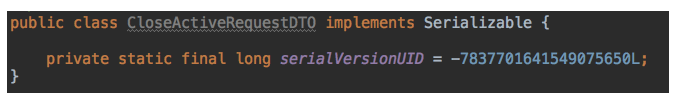 public class CloseActiveRequestDTO implements Serializable {
private static final long serialVersionUID = -7837701641549075650L;
}